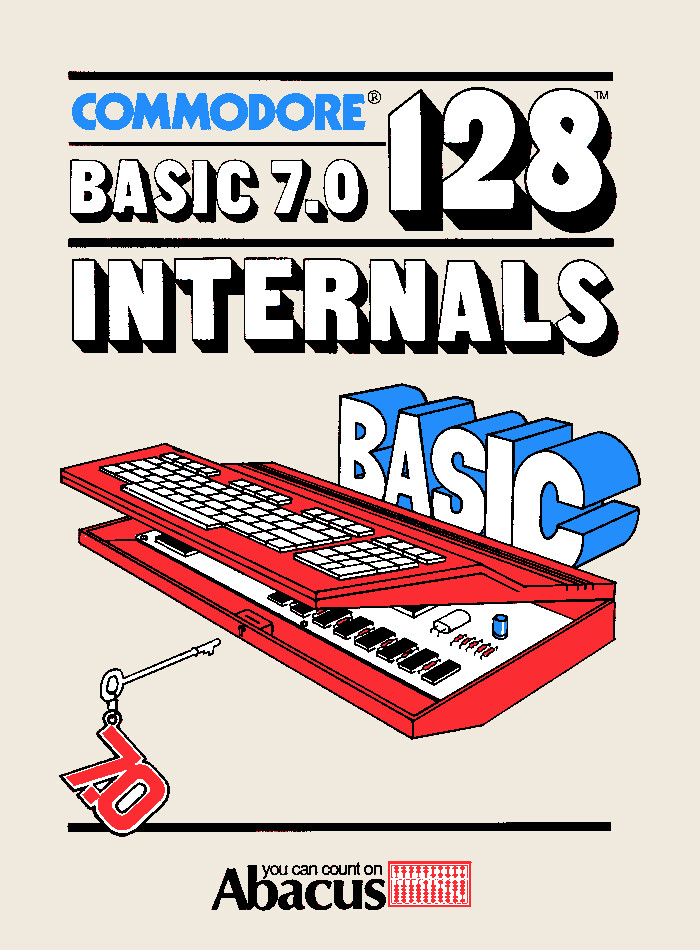 COMMODORE® 128™
BASIC 7.0
INTERNALS
BASIC
7.0
you can count on
Abacus